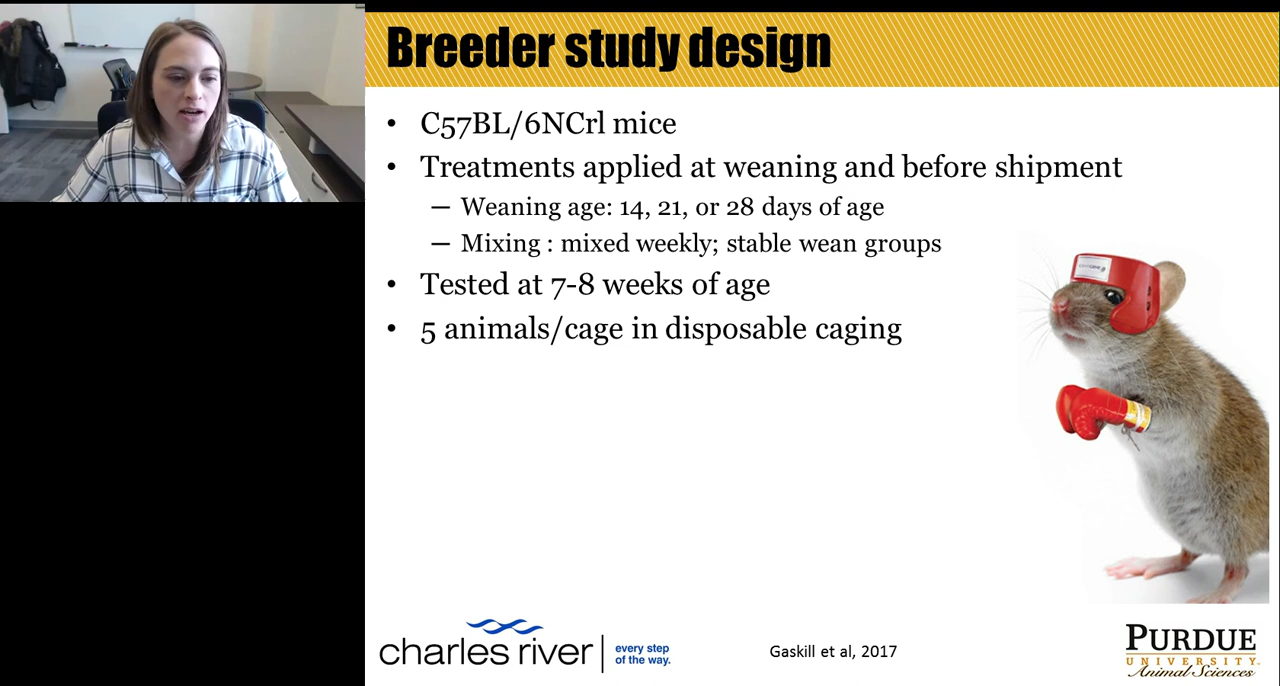 Breeder study design
• C57BL/6NCrl mice
• Treatments applied at weaning and before shipment
– Weaning age: 14, 21, or 28 days of age
– Mixing : mixed weekly; stable wean groups
• Tested at 7-8 weeks of age
• 5 animals/cage in disposable caging
charles river
every step
of the way.
Gaskill et al, 2017
PURDUE
UNIVERSITY
Animal Sciences